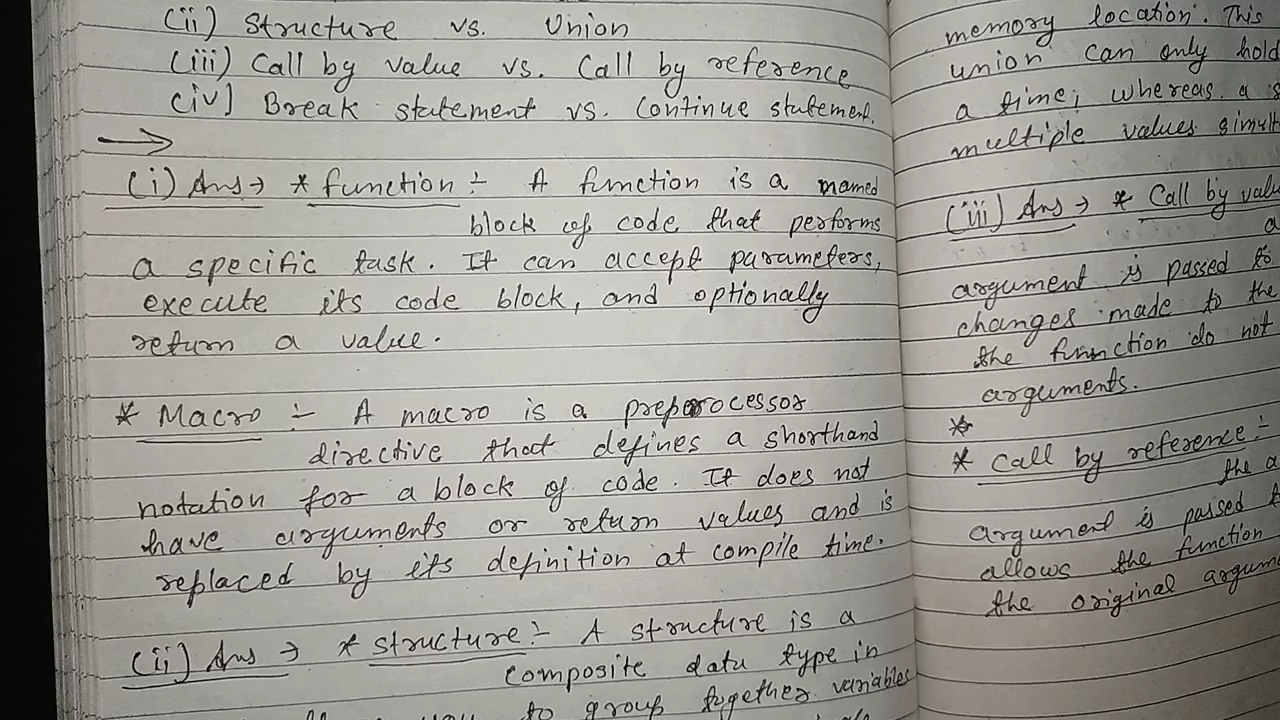 (ii) Structure vs. Union
(iii) Call by value vs. Call by reference
(iv) Break statement vs. Continue statement.
(i) Ans → * function :-  A function is a named
block of code that performs
a specific task. It can accept parameters,
execute its code block, and optionally
return a value.
* Macro :-  A macro is a preprocessor
directive that defines a shorthand
notation for a block of code. It does not
have arguments or return values and is
replaced by its definition at compile time.
(ii) Ans → * Structure :-  A structure is a
composite data type in
to group together variables
memory location. This
union can only hold
a time; whereas a s
multiple values simult
(iii) Ans → * Call by valu
a
argument is passed to
changes made to the
the function do not
arguments.
*
* Call by reference :-
the a
argument is passed
allows the function
the original argum